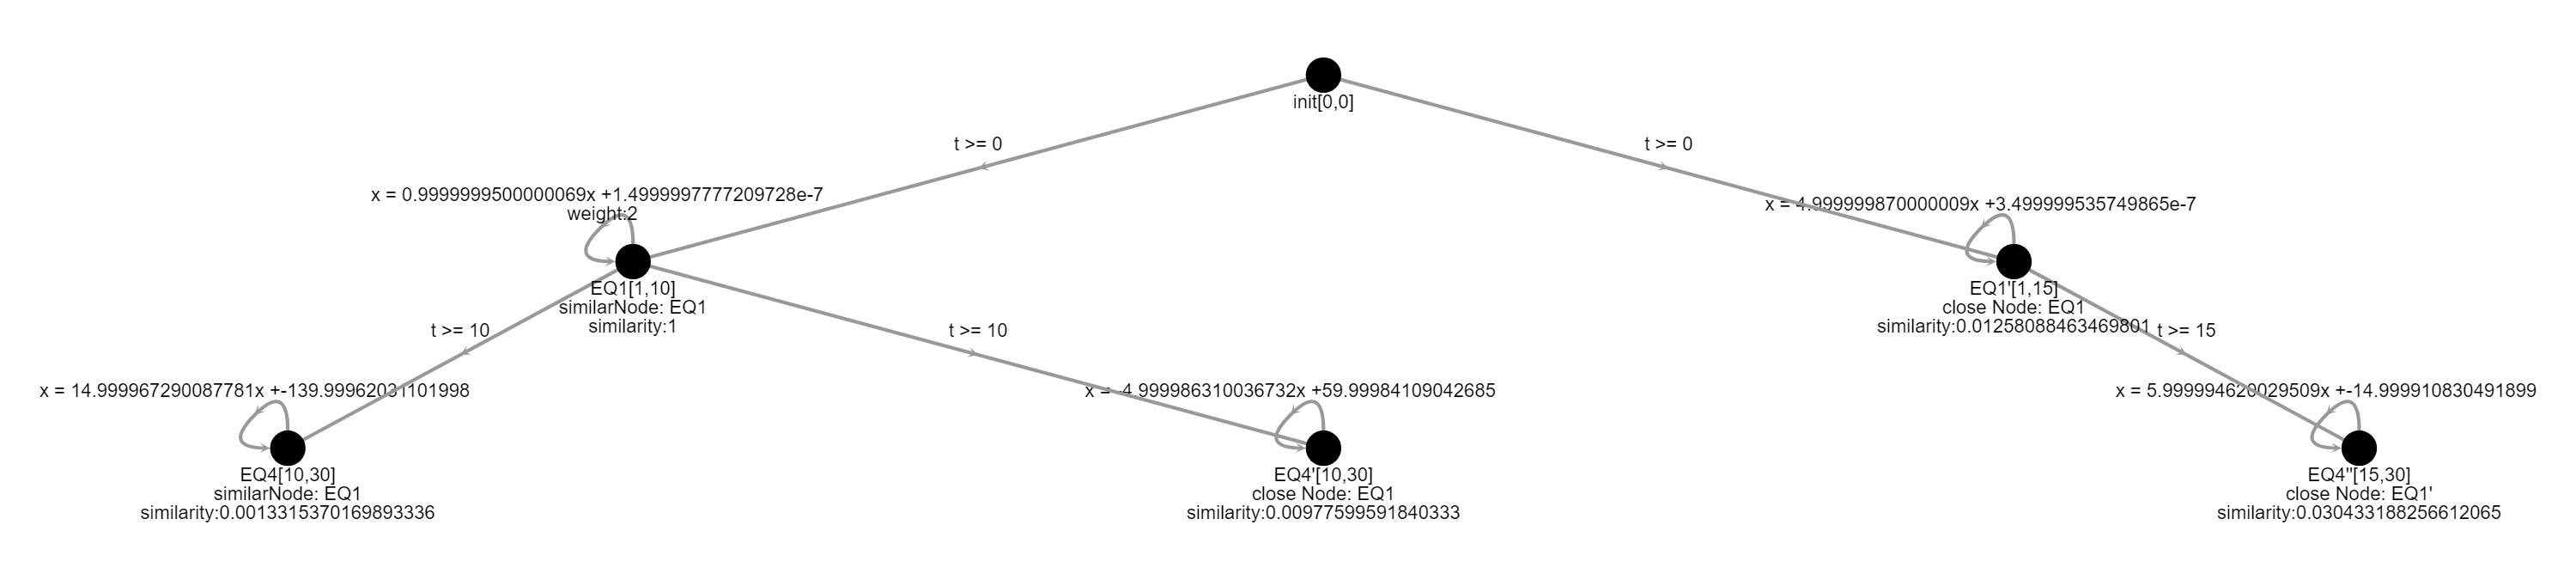 init[0,0]
t >= 0
t >= 0
x = 0.9999999500000069x +1.4999997777209728e-7
weight:2
x = 4.999999870000009x +3.499999535749865e-7
EQ1[1,10]
similarNode: EQ1
similarity:1
EQ1'[1,15]
close Node: EQ1
similarity:0.01258088463469801
t >= 10
t >= 10
t >= 15
x = 14.999967290087781x +-139.99962031101998
x = -4.999986310036732x +59.99984109042685
x = 5.999994620029509x +-14.999910830491899
EQ4[10,30]
similarNode: EQ1
similarity:0.0013315370169893336
EQ4'[10,30]
close Node: EQ1
similarity:0.00977599591840333
EQ4''[15,30]
close Node: EQ1'
similarity:0.030433188256612065